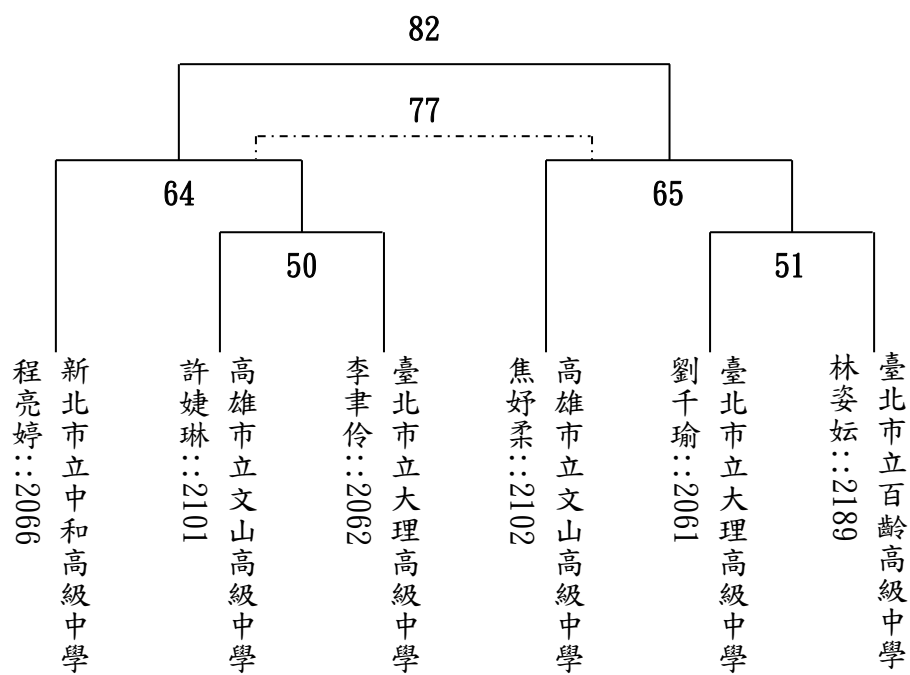 82
77
64
65
50
51
新北市立中和高級中學
程亮婷::2066
高雄市立文山高級中學
許婕琳::2101
臺北市立大理高級中學
李聿伶::2062
高雄市立文山高級中學
焦妤柔::2102
臺北市立大理高級中學
劉千瑜::2061
臺北市立百齡高級中學
林姿妘::2189